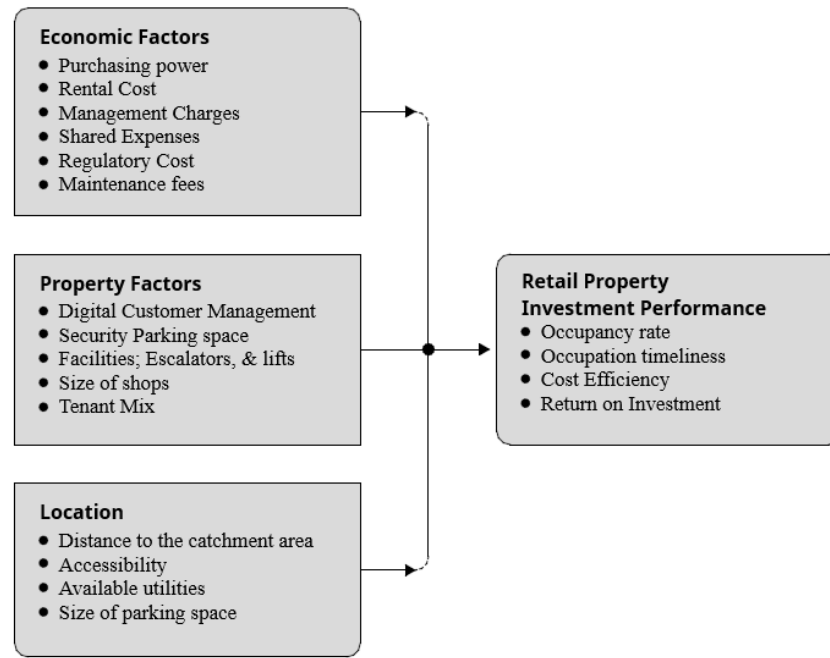 Economic Factors
● Purchasing power
● Rental Cost
● Management Charges
● Shared Expenses
● Regulatory Cost
● Maintenance fees
Property Factors
● Digital Customer Management
● Security Parking space
● Facilities; Escalators, & lifts
● Size of shops
● Tenant Mix
Location
● Distance to the catchment area
● Accessibility
● Available utilities
● Size of parking space
Retail Property
Investment Performance
● Occupancy rate
● Occupation timeliness
● Cost Efficiency
● Return on Investment